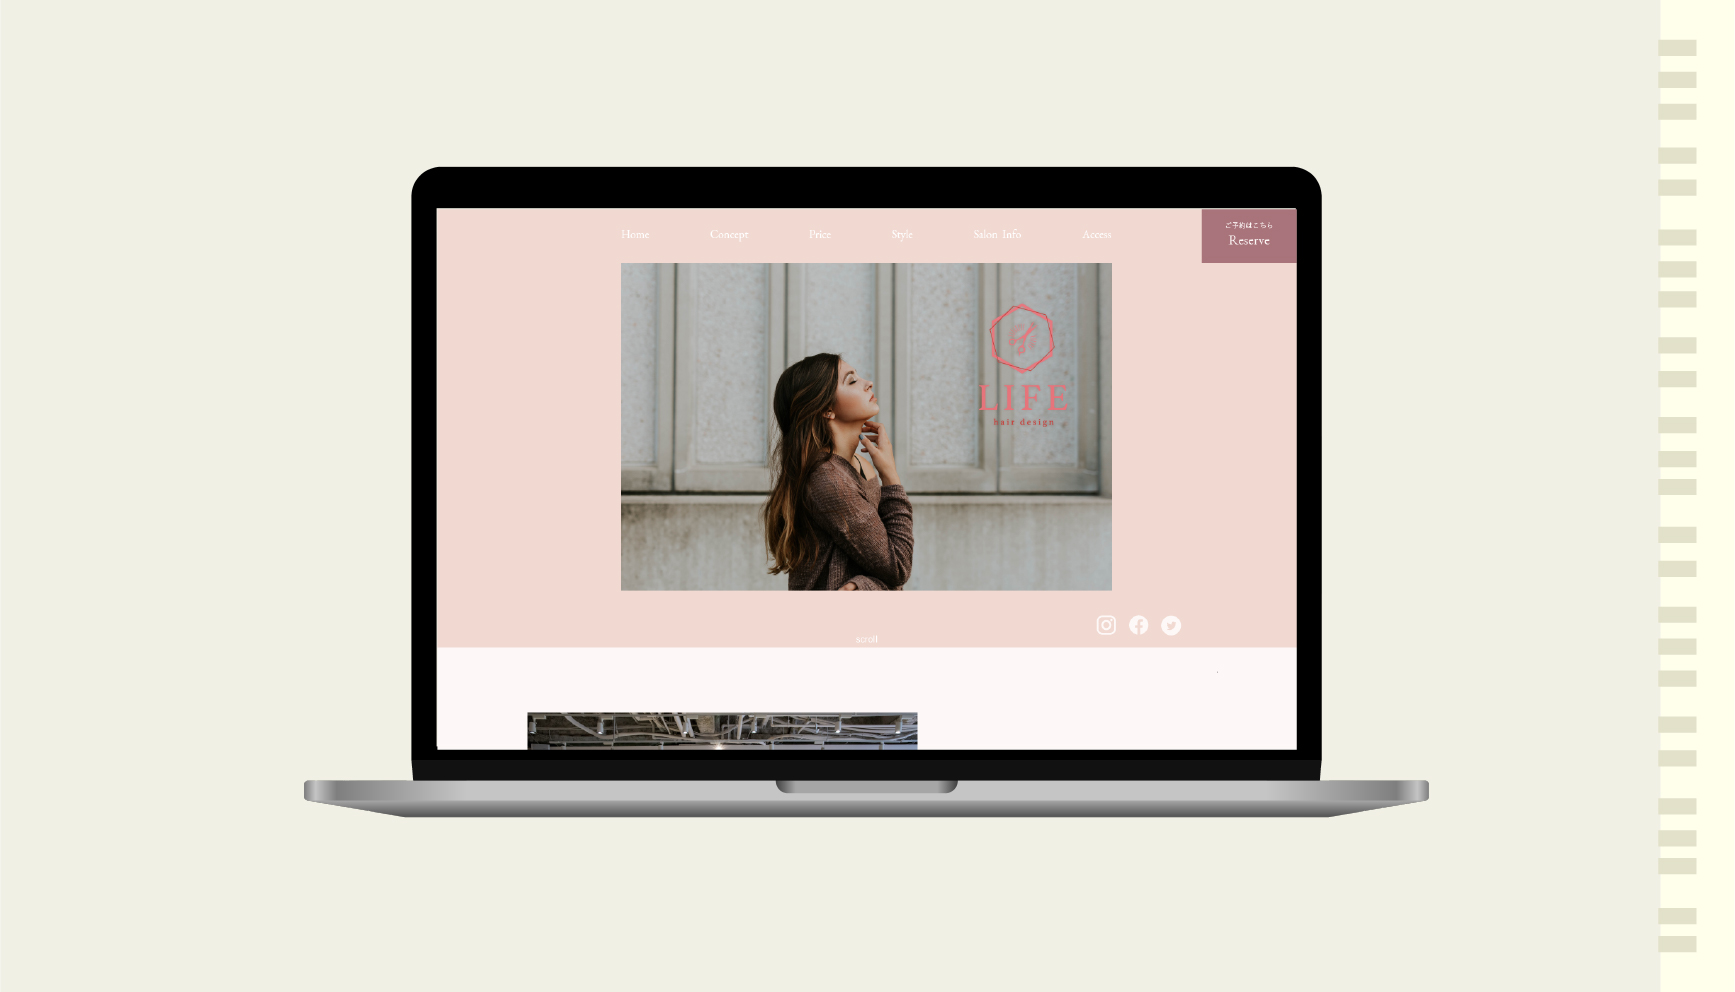 Home Concept Price Style Salon Info Access
ご予約はこちら
Reserve
LIFE
hair design
scroll